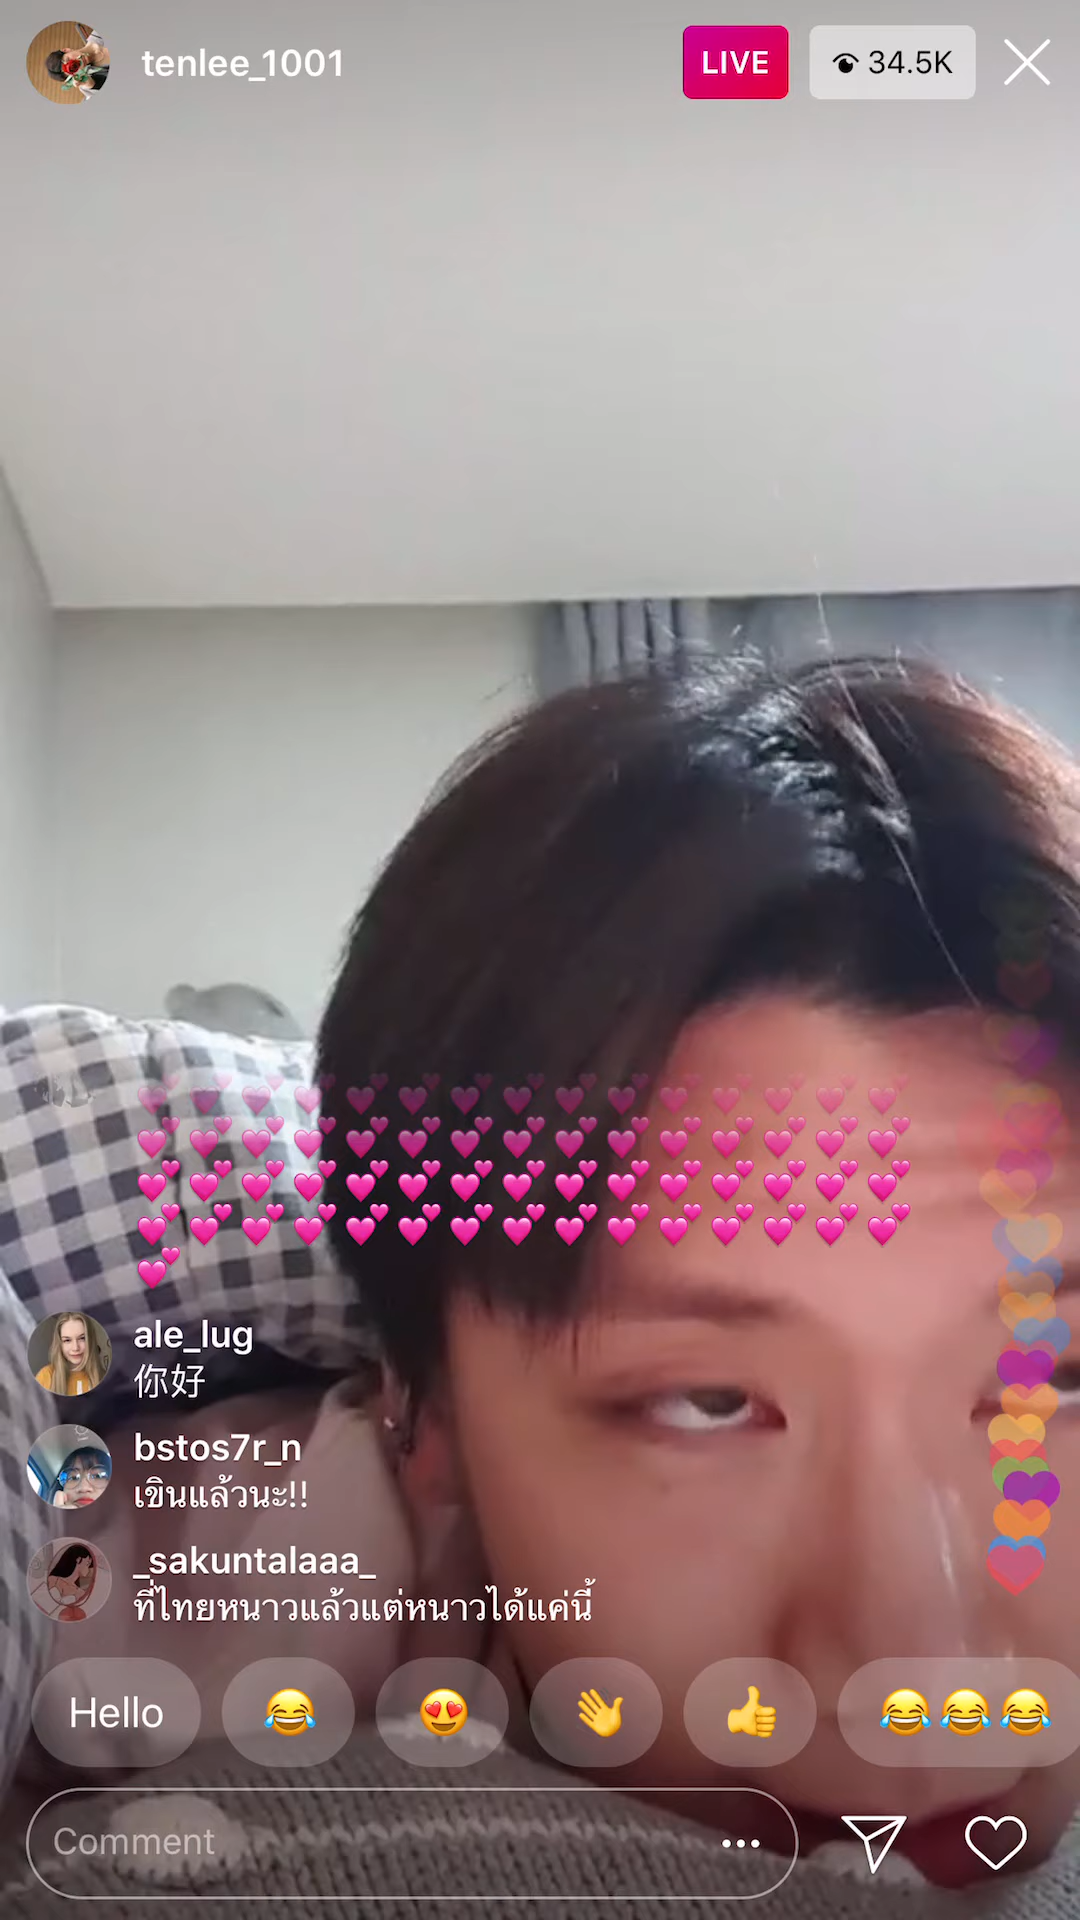 tenlee_1001
LIVE
34.5K
ale_lug
你好
bstos7r_n
เขินแล้วนะ!!
_sakuntalaaa_
ที่ไทยหนาวแล้วแต่หนาวได้แค่นี้
Hello
Comment